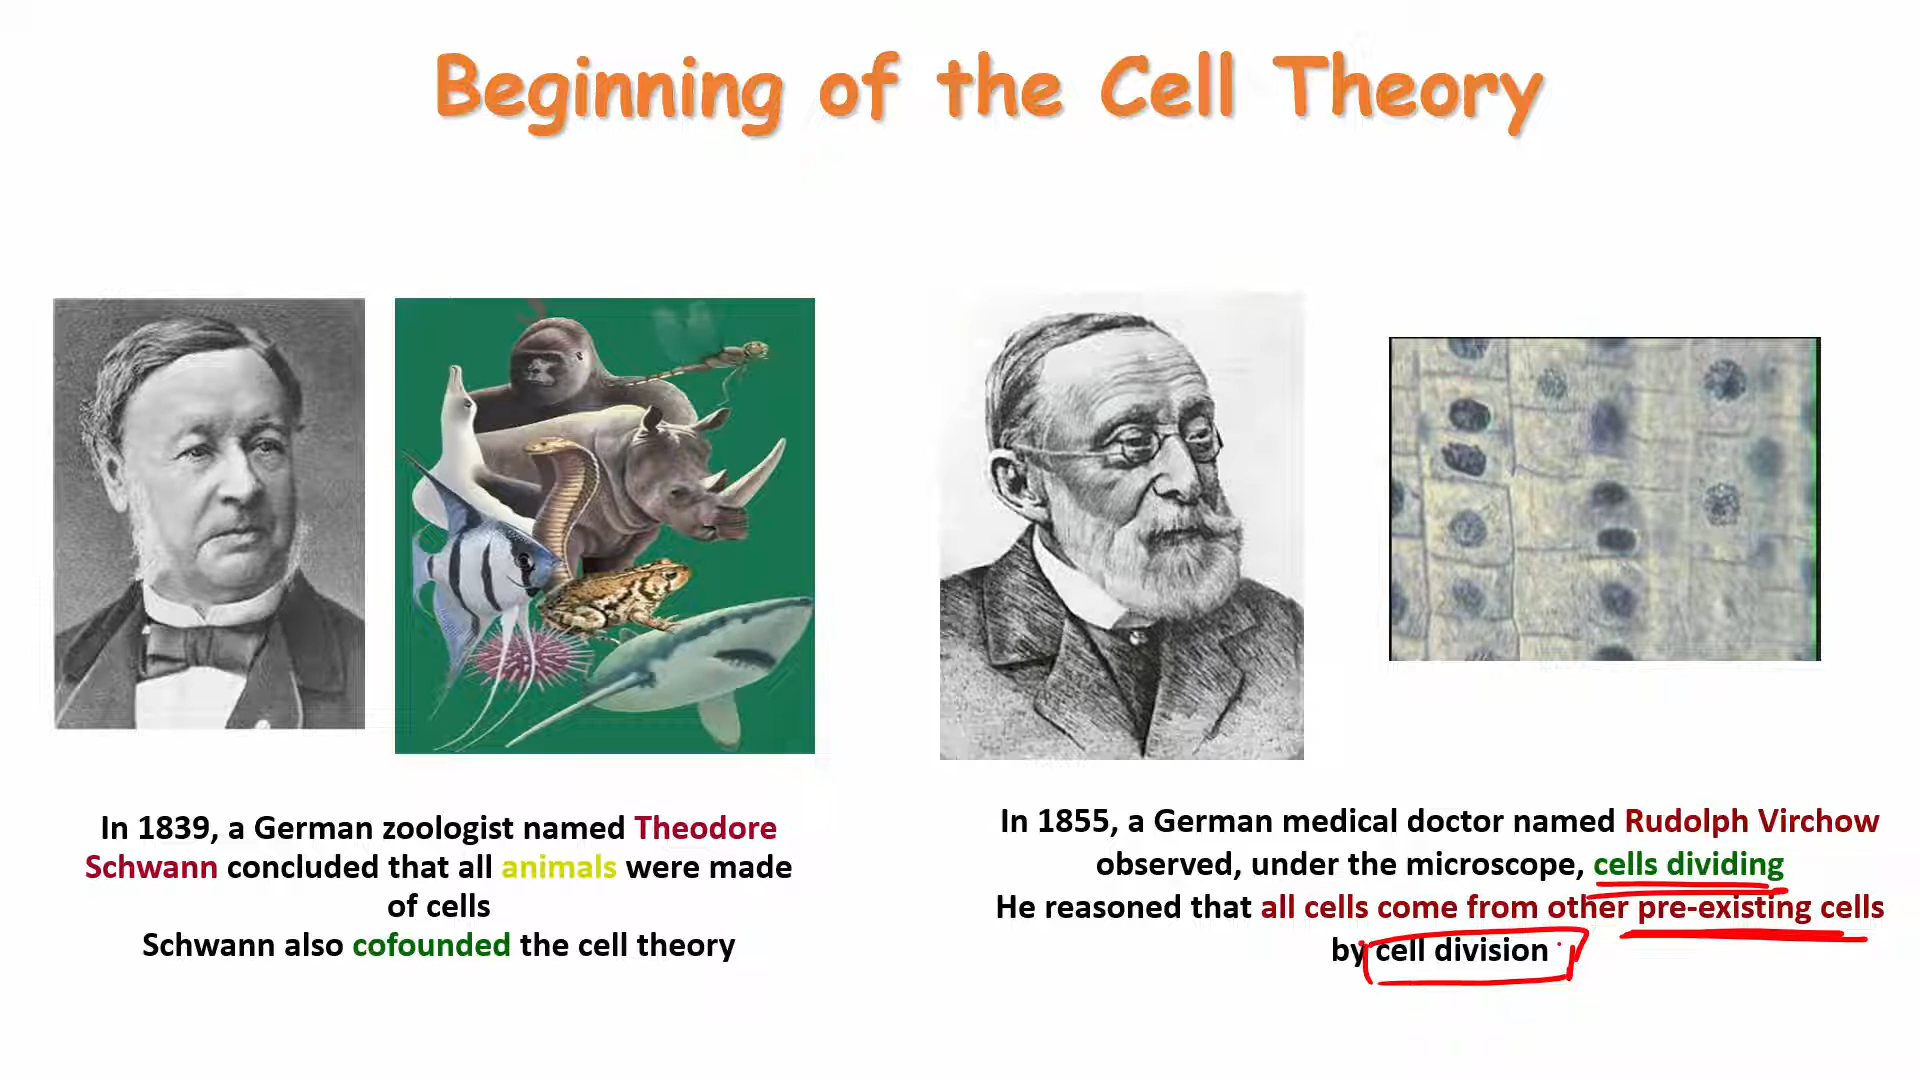 Beginning of the Cell Theory
In 1839, a German zoologist named Theodore
Schwann concluded that all animals were made
of cells
Schwann also cofounded the cell theory
In 1855, a German medical doctor named Rudolph Virchow
observed, under the microscope, cells dividing
He reasoned that all cells come from other pre-existing cells
by cell division